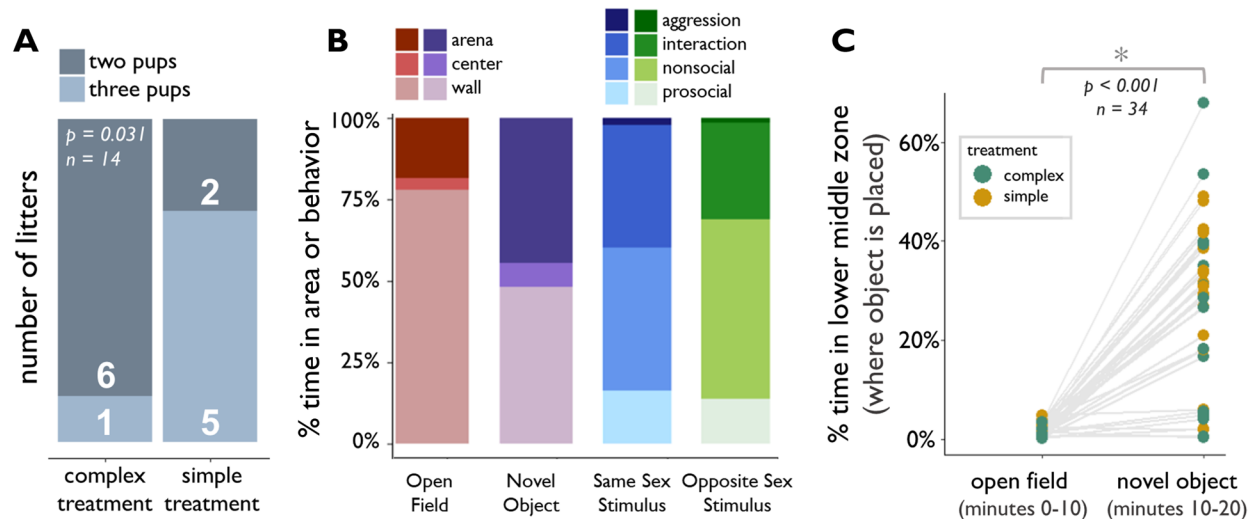 A
two pups
three pups
p = 0.031
n = 14
2
6
1
5
number of litters
complex
treatment
simple
treatment
B
arena
center
wall
aggression
interaction
nonsocial
prosocial
% time in area or behavior
100%
75%
50%
25%
0%
Open
Field
Novel
Object
Same Sex
Stimulus
Opposite Sex
Stimulus
C
*
p < 0.001
n = 34
% time in lower middle zone
(where object is placed)
60%
40%
20%
0%
treatment
complex
simple
open field
(minutes 0-10)
novel object
(minutes 10-20)